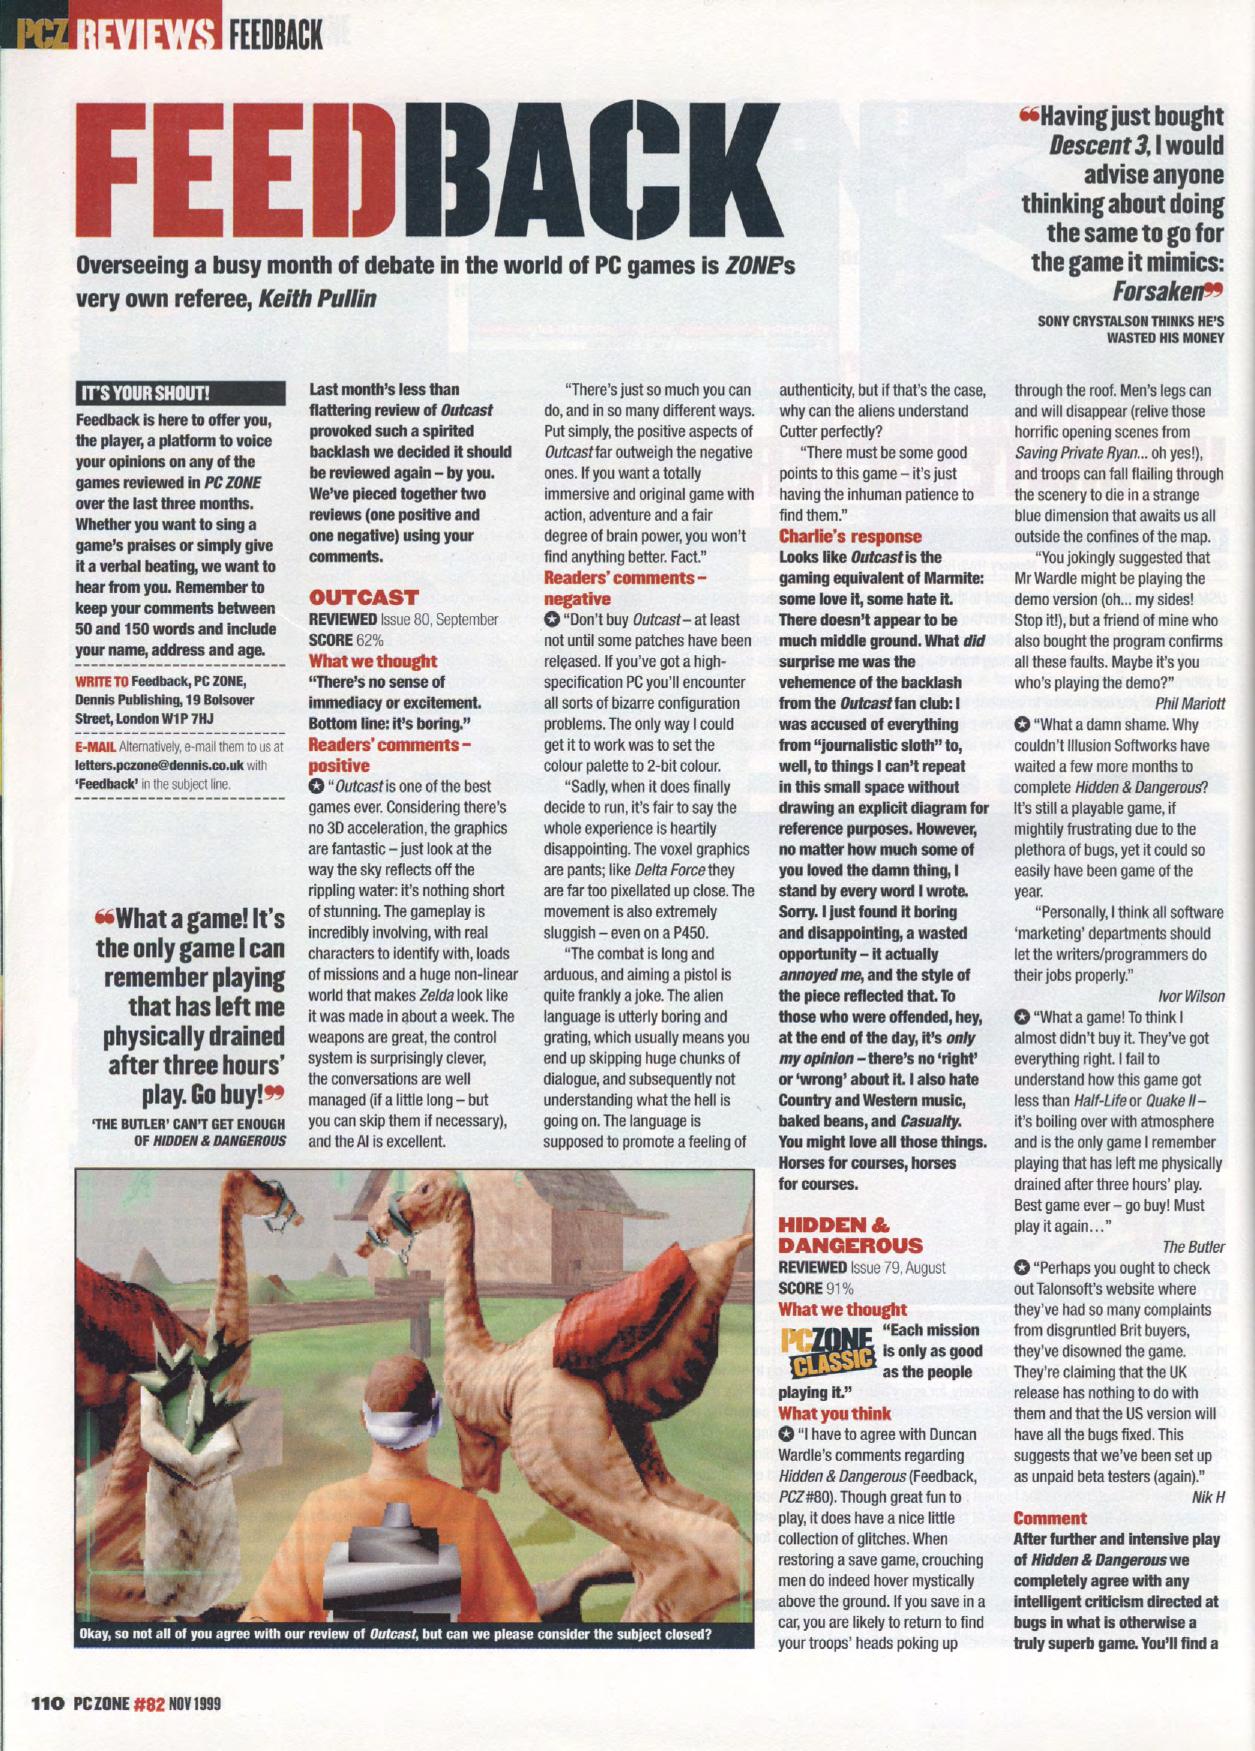 PCZ REVIEWS FEEDBACK
FEEDBACK
Overseeing a busy month of debate in the world of PC games is ZONE's
very own referee, Keith Pullin
“Having just bought
Descent 3, I would
advise anyone
thinking about doing
the same to go for
the game it mimics:
Forsaken”
SONY CRYSTALSON THINKS HE'S
WASTED HIS MONEY
IT'S YOUR SHOUT!
Feedback is here to offer you,
the player, a platform to voice
your opinions on any of the
games reviewed in PC ZONE
over the last three months.
Whether you want to sing a
game's praises or simply give
it a verbal beating, we want to
hear from you. Remember to
keep your comments between
50 and 150 words and include
your name, address and age.
WRITE TO Feedback, PC ZONE,
Dennis Publishing, 19 Bolsover
Street, London W1P 7HJ
E-MAIL Alternatively, e-mail them to us at
letters.pczone@dennis.co.uk with
'Feedback' in the subject line.
“What a game! It's
the only game I can
remember playing
that has left me
physically drained
after three hours'
play. Go buy!”
'THE BUTLER' CAN'T GET ENOUGH
OF HIDDEN & DANGEROUS
Last month's less than
flattering review of Outcast
provoked such a spirited
backlash we decided it should
be reviewed again – by you.
We've pieced together two
reviews (one positive and
one negative) using your
comments.
OUTCAST
REVIEWED Issue 80, September
SCORE 62%
What we thought
“There's no sense of
immediacy or excitement.
Bottom line: it's boring.”
Readers' comments –
positive
✪ “Outcast is one of the best
games ever. Considering there's
no 3D acceleration, the graphics
are fantastic – just look at the
way the sky reflects off the
rippling water: it's nothing short
of stunning. The gameplay is
incredibly involving, with real
characters to identify with, loads
of missions and a huge non-linear
world that makes Zelda look like
it was made in about a week. The
weapons are great, the control
system is surprisingly clever,
the conversations are well
managed (if a little long – but
you can skip them if necessary),
and the AI is excellent.
“There's just so much you can
do, and in so many different ways.
Put simply, the positive aspects of
Outcast far outweigh the negative
ones. If you want a totally
immersive and original game with
action, adventure and a fair
degree of brain power, you won't
find anything better. Fact.”
Readers' comments –
negative
✪ “Don't buy Outcast – at least
not until some patches have been
released. If you've got a high-
specification PC you'll encounter
all sorts of bizarre configuration
problems. The only way I could
get it to work was to set the
colour palette to 2-bit colour.
“Sadly, when it does finally
decide to run, it's fair to say the
whole experience is heartily
disappointing. The voxel graphics
are pants; like Delta Force they
are far too pixellated up close. The
movement is also extremely
sluggish – even on a P450.
“The combat is long and
arduous, and aiming a pistol is
quite frankly a joke. The alien
language is utterly boring and
grating, which usually means you
end up skipping huge chunks of
dialogue, and subsequently not
understanding what the hell is
going on. The language is
supposed to promote a feeling of
authenticity, but if that's the case,
why can the aliens understand
Cutter perfectly?
“There must be some good
points to this game – it's just
having the inhuman patience to
find them.”
Charlie's response
Looks like Outcast is the
gaming equivalent of Marmite:
some love it, some hate it.
There doesn't appear to be
much middle ground. What did
surprise me was the
vehemence of the backlash
from the Outcast fan club: I
was accused of everything
from “journalistic sloth” to,
well, to things I can't repeat
in this small space without
drawing an explicit diagram for
reference purposes. However,
no matter how much some of
you loved the damn thing, I
stand by every word I wrote.
Sorry. I just found it boring
and disappointing, a wasted
opportunity – it actually
annoyed me, and the style of
the piece reflected that. To
those who were offended, hey,
at the end of the day, it's only
my opinion – there's no 'right'
or 'wrong' about it. I also hate
Country and Western music,
baked beans, and Casualty.
You might love all those things.
Horses for courses, horses
for courses.
HIDDEN &
DANGEROUS
REVIEWED Issue 79, August
SCORE 91%
What we thought
PCZONE
CLASSIC
“Each mission
is only as good
as the people
playing it.”
What you think
✪ “I have to agree with Duncan
Wardle's comments regarding
Hidden & Dangerous (Feedback,
PCZ #80). Though great fun to
play, it does have a nice little
collection of glitches. When
restoring a save game, crouching
men do indeed hover mystically
above the ground. If you save in a
car, you are likely to return to find
your troops' heads poking up
through the roof. Men's legs can
and will disappear (relive those
horrific opening scenes from
Saving Private Ryan... oh yes!),
and troops can fall flailing through
the scenery to die in a strange
blue dimension that awaits us all
outside the confines of the map.
“You jokingly suggested that
Mr Wardle might be playing the
demo version (oh... my sides.
Stop it!), but a friend of mine who
also bought the program confirms
all these faults. Maybe it's you
who's playing the demo?”
Phil Mariott
✪ “What a damn shame. Why
couldn't Illusion Softworks have
waited a few more months to
complete Hidden & Dangerous?
It's still a playable game, if
mightily frustrating due to the
plethora of bugs, yet it could so
easily have been game of the
year.
“Personally, I think all software
'marketing' departments should
let the writers/programmers do
their jobs properly.”
Ivor Wilson
✪ “What a game! To think I
almost didn't buy it. They've got
everything right. I fail to
understand how this game got
less than Half-Life or Quake II –
it's boiling over with atmosphere
and is the only game I remember
playing that has left me physically
drained after three hours' play.
Best game ever – go buy! Must
play it again...”
The Butler
✪ “Perhaps you ought to check
out Talonsoft's website where
they've had so many complaints
from disgruntled Brit buyers,
they've disowned the game.
They're claiming that the UK
release has nothing to do with
them and that the US version will
have all the bugs fixed. This
suggests that we've been set up
as unpaid beta testers (again).”
Nik H
Comment
After further and intensive play
of Hidden & Dangerous we
completely agree with any
intelligent criticism directed at
bugs in what is otherwise a
truly superb game. You'll find a
Okay, so not all of you agree with our review of Outcast, but can we please consider the subject closed?
110 PC ZONE #82 NOV 1999